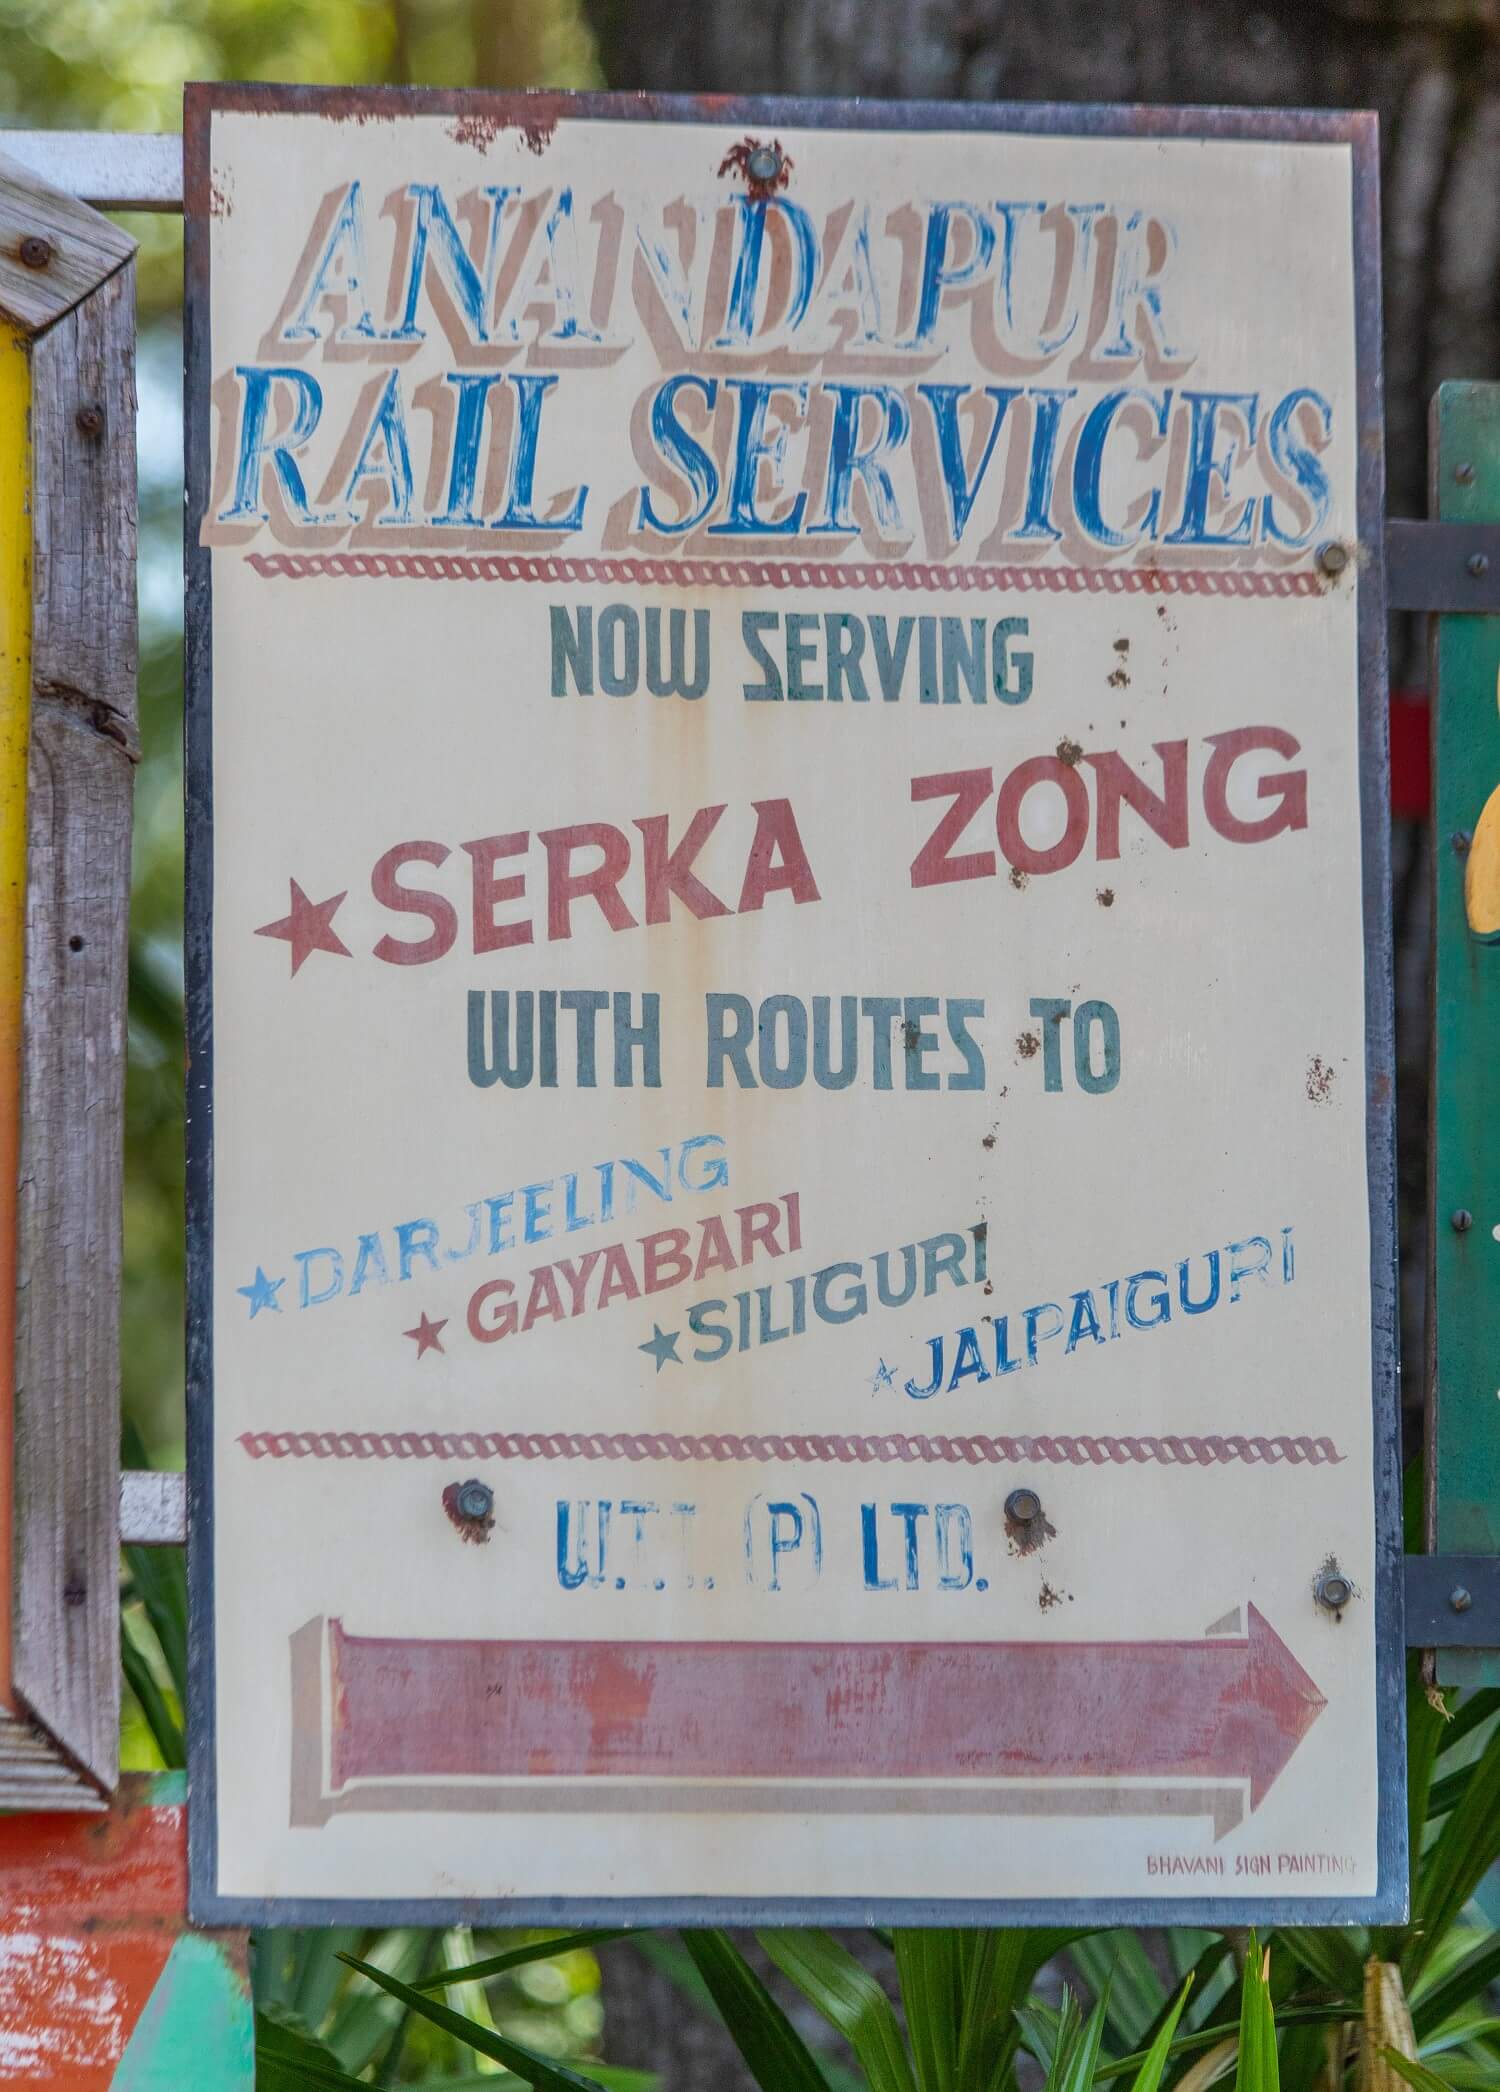 ANANDAPUR
RAIL SERVICES
NOW SERVING
SERKA ZONG
WITH ROUTES TO
DARJEELING
GAYABARI
SILIGURI
JALPAIGURI
(P) LTD.
BHAVANI SIGN PAINTING